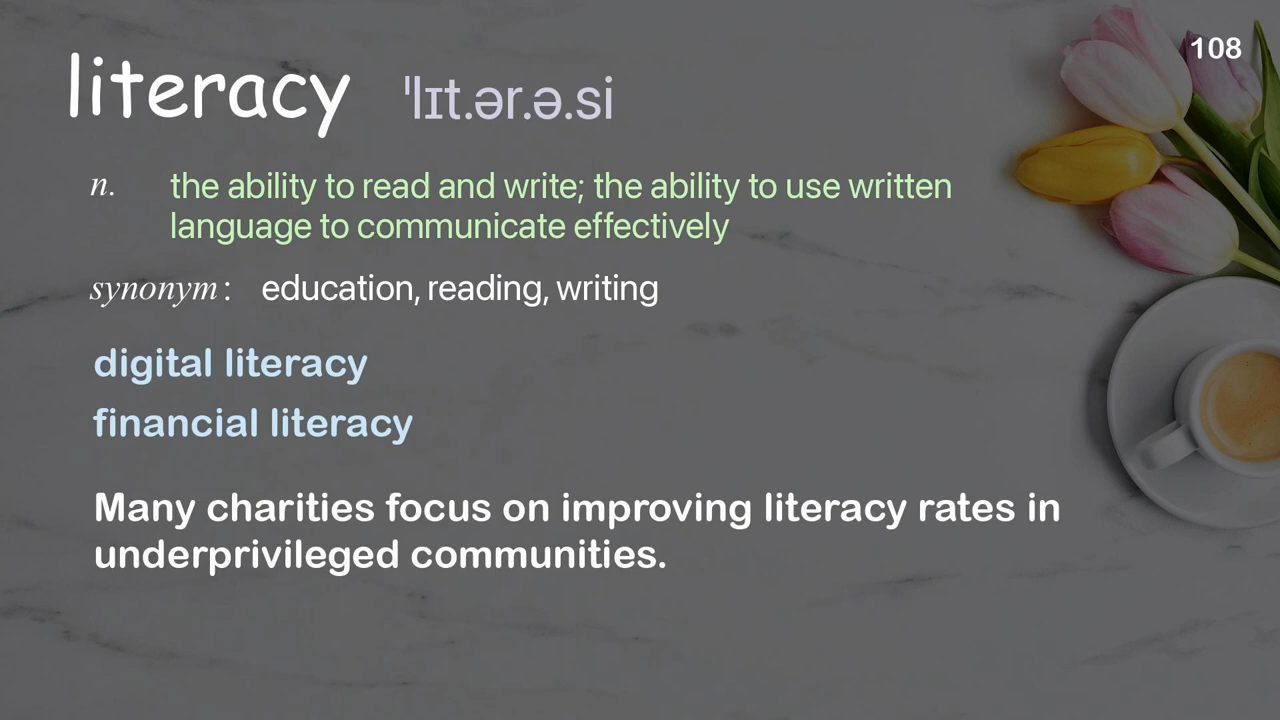 108
literacy ˈlɪt.ər.ə.si
n. the ability to read and write; the ability to use written
language to communicate effectively
synonym: education, reading, writing
digital literacy
financial literacy
Many charities focus on improving literacy rates in
underprivileged communities.